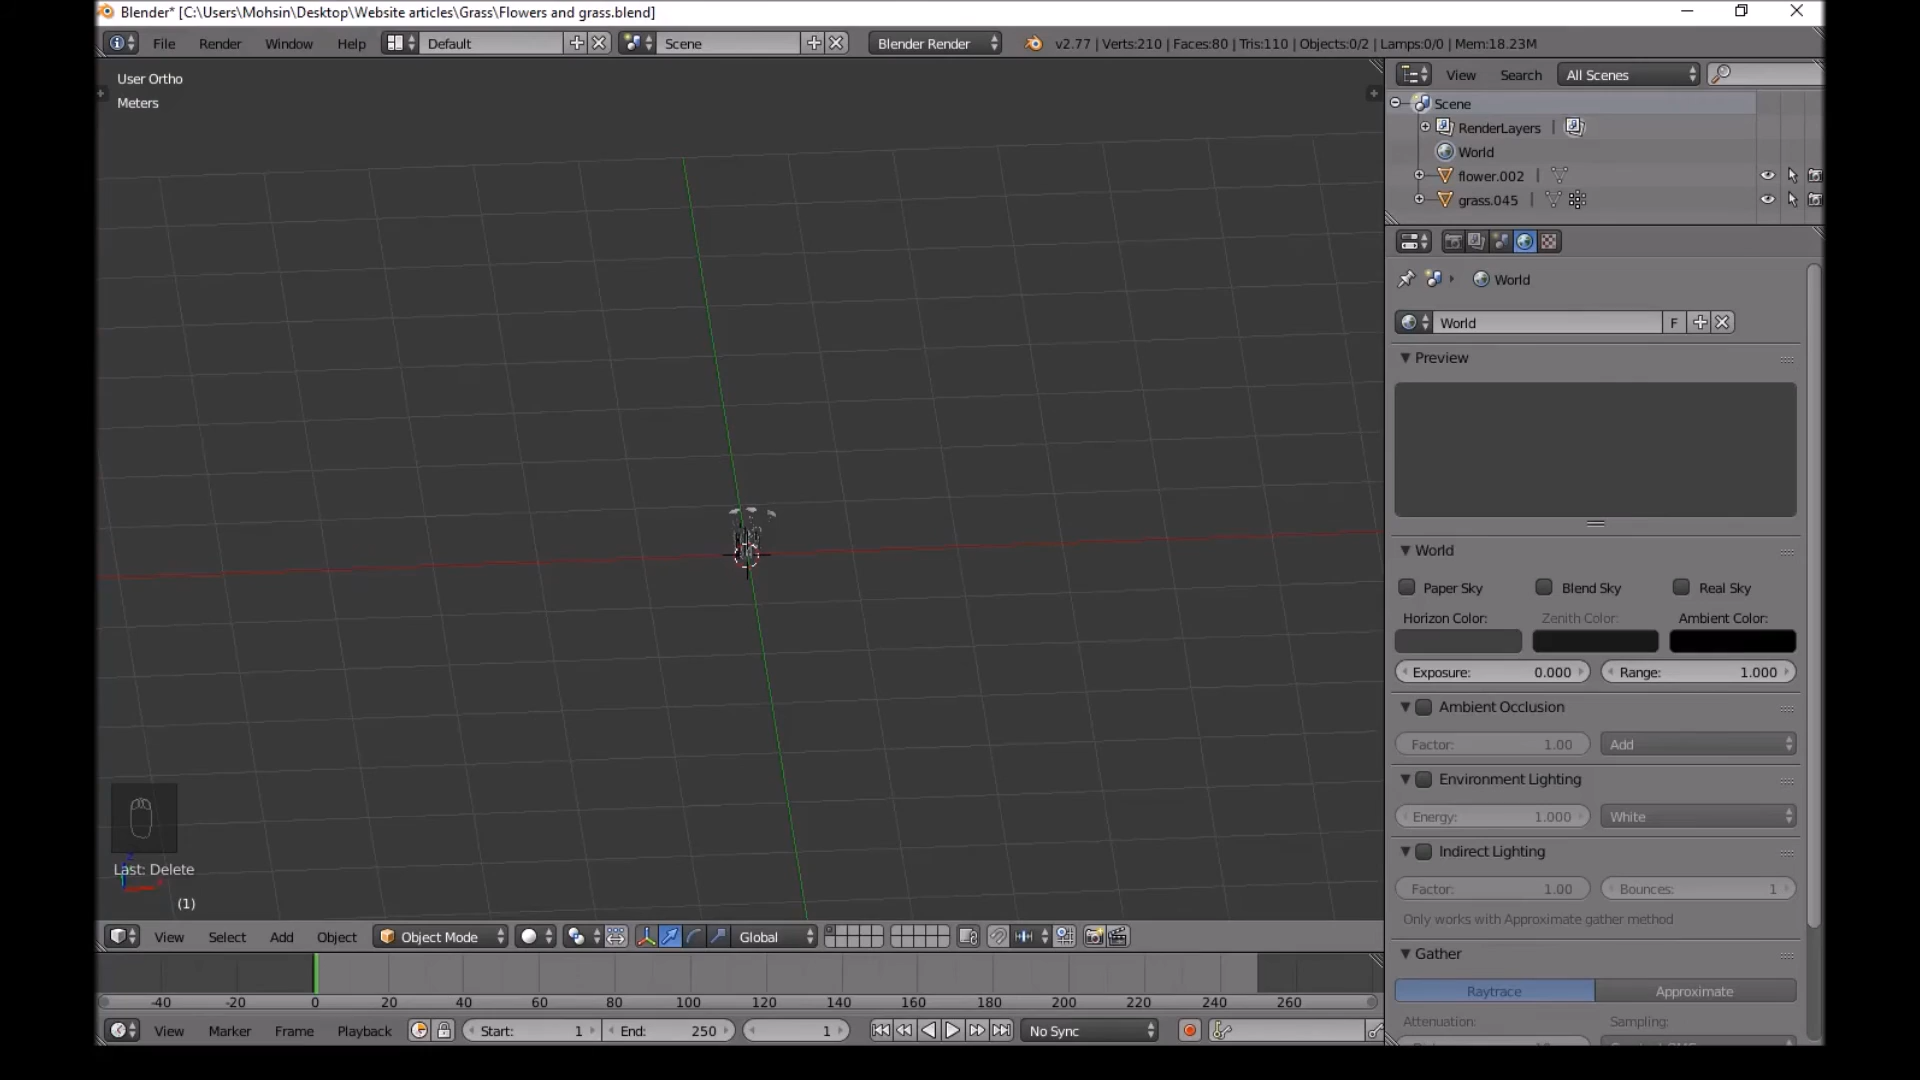 Blender* [C:\Users\Mohsin\Desktop\Website articles\Grass\Flowers and grass.blend]
File Render Window Help Default Scene Blender Render v2.77 | Verts:210 | Faces:80 | Tris:110 | Objects:0/2 | Lamps:0/0 | Mem:18.23M
User Ortho
Meters
View Search All Scenes
Scene
RenderLayers |
World
flower.002 |
grass.045 |
World
World F
Preview
World
Paper Sky Blend Sky Real Sky
Horizon Color: Zenith Color: Ambient Color:
Exposure: 0.000 Range: 1.000
Ambient Occlusion
Factor: 1.00 Add
Environment Lighting
Energy: 1.000 White
Indirect Lighting
Factor: 1.00 Bounces: 1
Only works with Approximate gather method
Gather
Raytrace Approximate
Attenuation: Sampling:
Last: Delete
(1)
View Select Add Object Object Mode Global
-40 -20 0 20 40 60 80 100 120 140 160 180 200 220 240 260
View Marker Frame Playback Start: 1 End: 250 1 No Sync